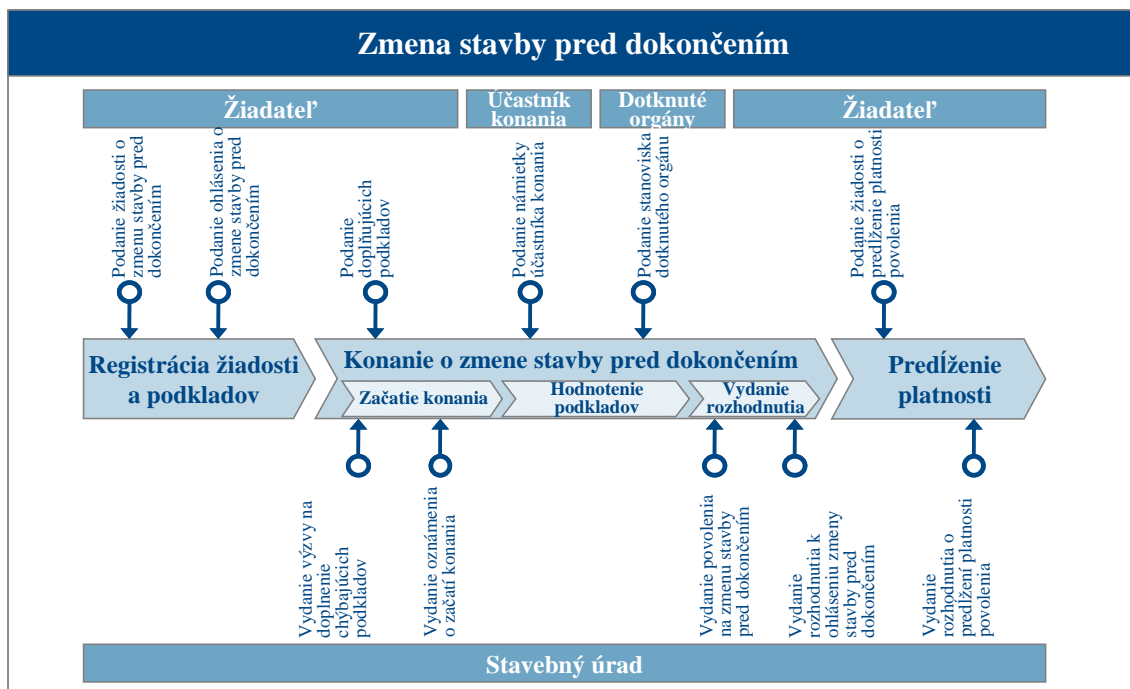 Zmena stavby pred dokončením
Žiadateľ
Účastník
konania
Dotknuté
orgány
Žiadateľ
Podanie žiadosti o
zmenu stavby pred
dokončením
Podanie ohlásenia o
zmene stavby pred
dokončením
Podanie
doplňujúcich
podkladov
Podanie námietky
účastníka konania
Podanie stanoviska
dotknutého orgánu
Podanie žiadosti o
predĺženie platnosti
povolenia
Registrácia žiadosti
a podkladov
Konanie o zmene stavby pred dokončením
Začatie konania
Hodnotenie
podkladov
Vydanie
rozhodnutia
Predĺženie
platnosti
Vydanie výzvy na
doplnenie
chýbajúcich
podkladov
Vydanie oznámenia
o začatí konania
Vydanie povolenia
na zmenu stavby
pred dokončením
Vydanie
rozhodnutia k
ohláseniu zmeny
stavby pred
dokončením
Vydanie
rozhodnutia o
predĺžení platnosti
povolenia
Stavebný úrad